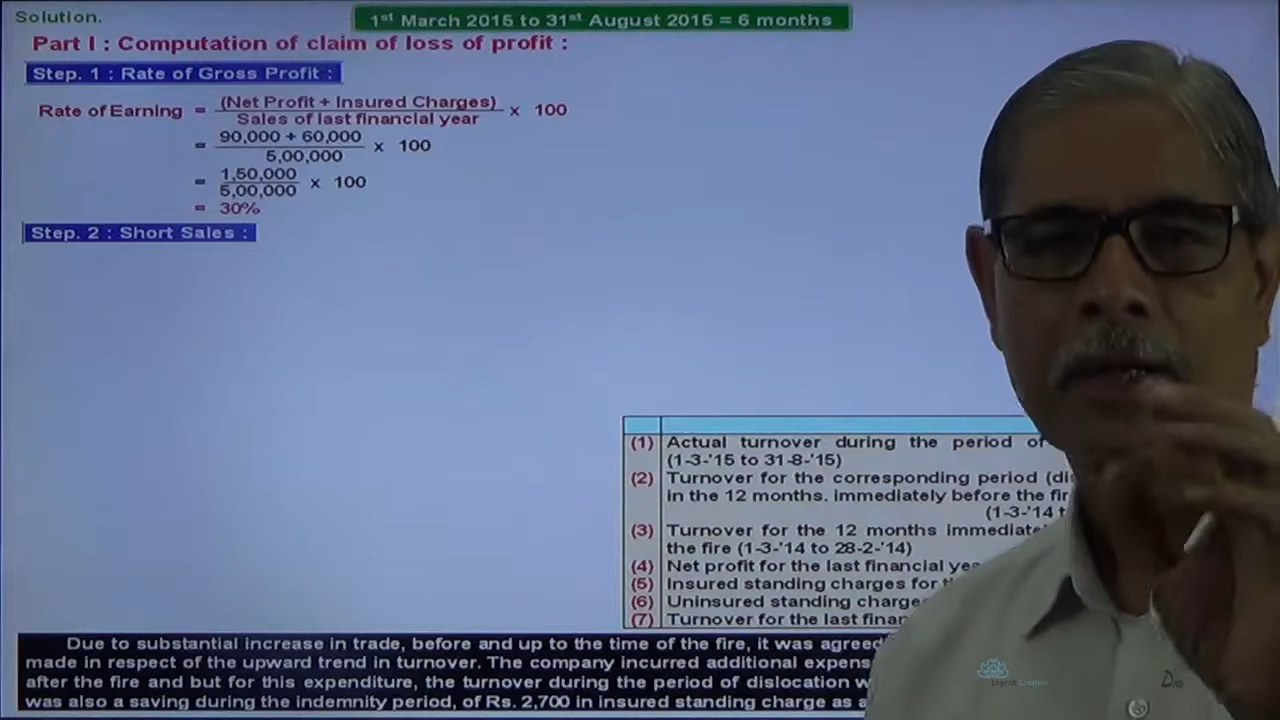 Solution.
1st March 2015 to 31st August 2015 = 6 months
Part I : Computation of claim of loss of profit :
Step. 1 : Rate of Gross Profit :
Rate of Earning = (Net Profit + Insured Charges) / Sales of last financial year x 100
= 90,000 + 60,000 / 5,00,000 x 100
= 1,50,000 / 5,00,000 x 100
= 30%
Step. 2 : Short Sales :
(1) Actual turnover during the period of
(1-3-'15 to 31-8-'15)
(2) Turnover for the corresponding period
in the 12 months. immediately before the
(1-3-'14
(3) Turnover for the 12 months
the fire (1-3-'14 to 28-2-'14)
(4) Net profit for the last financial
(5) Insured standing charges for
(6) Uninsured standing
(7) Turnover for the last
Due to substantial increase in trade, before and up to the time of the fire, it was agreed
made in respect of the upward trend in turnover. The company incurred additional
after the fire and but for this expenditure, the turnover during the period of dislocation
was also a saving during the indemnity period, of Rs. 2,700 in insured standing charge as